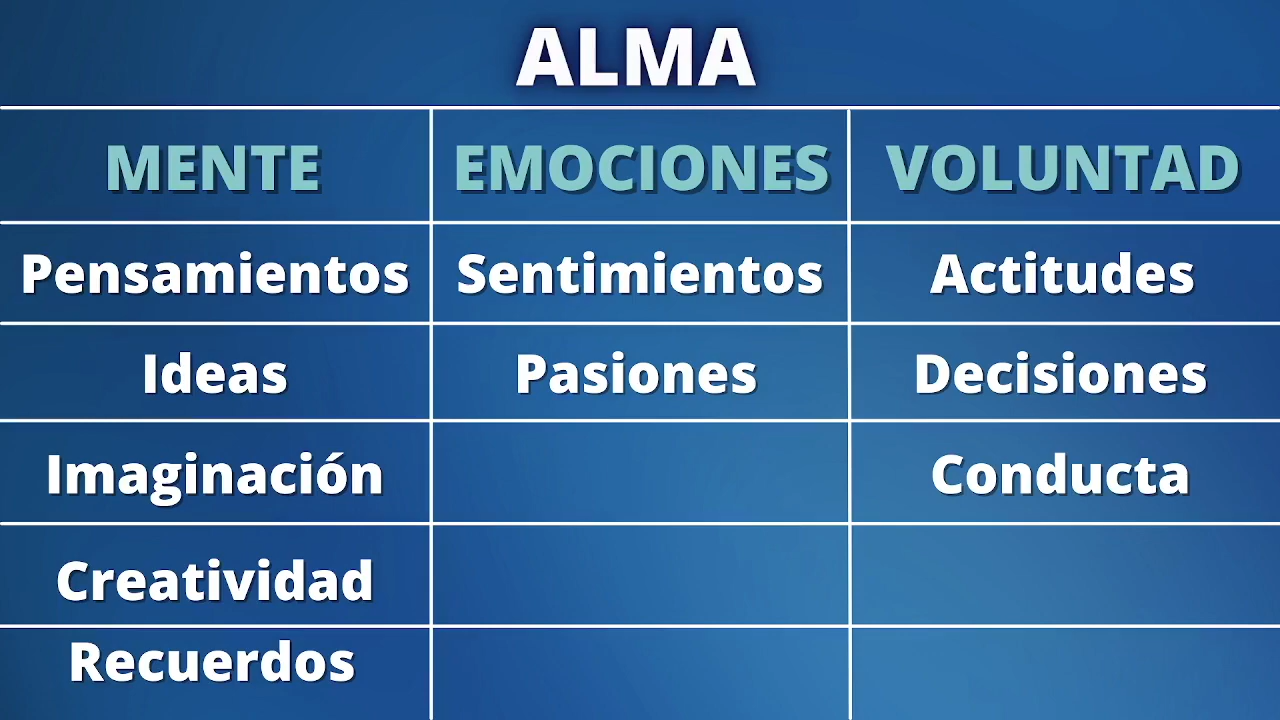 ALMA
MENTE EMOCIONES VOLUNTAD
Pensamientos Sentimientos Actitudes
Ideas Pasiones Decisiones
Imaginación Conducta
Creatividad
Recuerdos